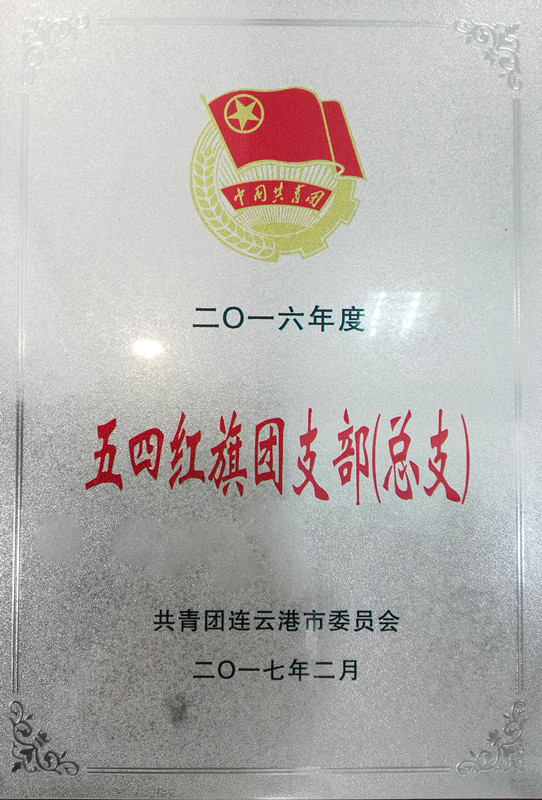 中国共青团
二〇一六年度
五四红旗团支部(总支)
共青团连云港市委员会
二〇一七年二月